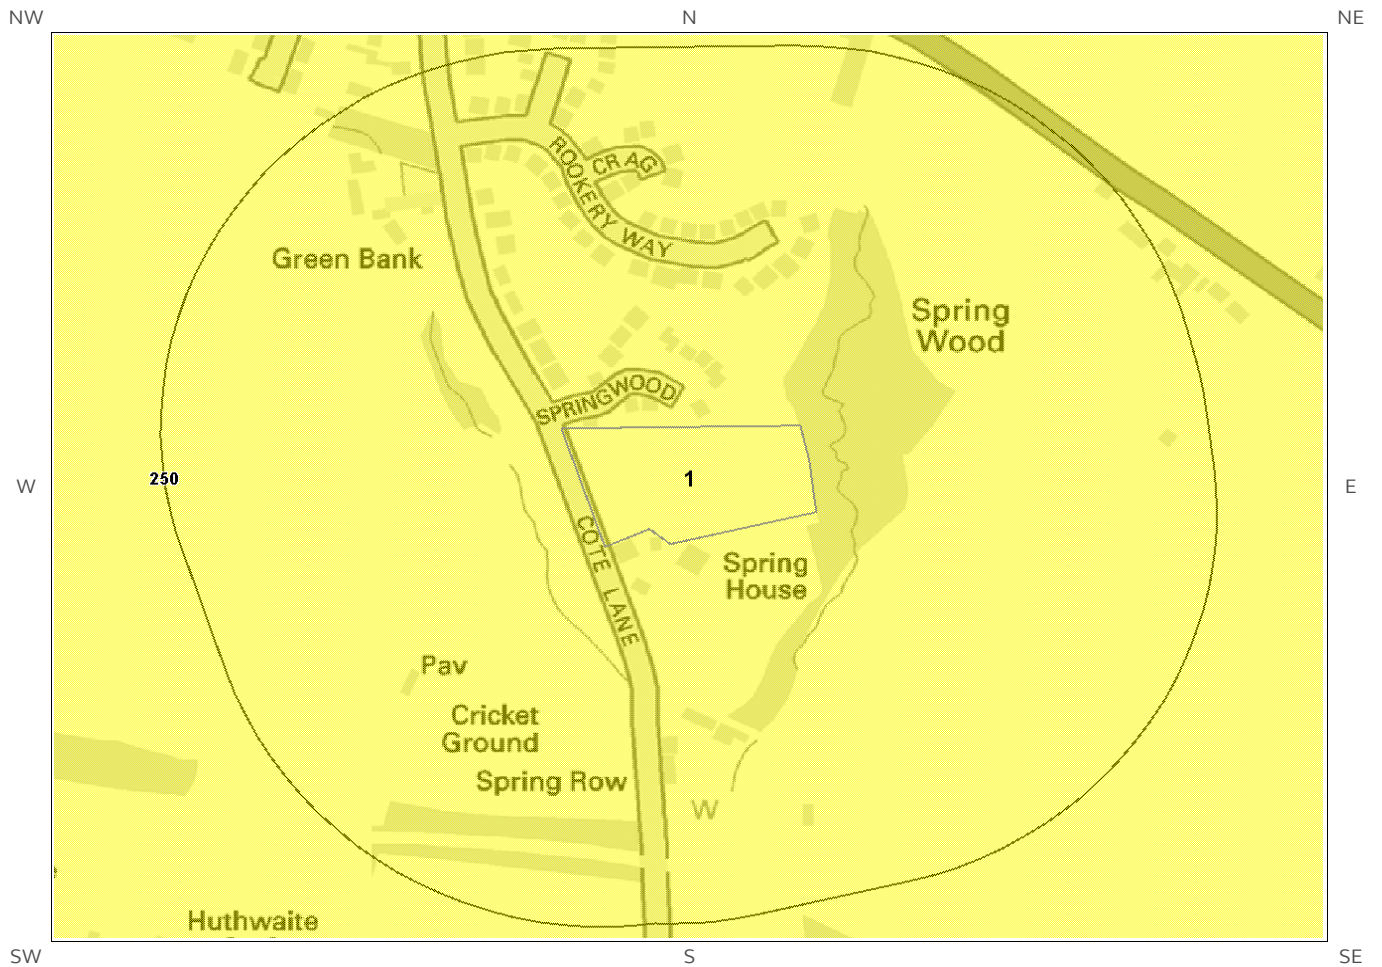 NW
N
NE
CRAG
ROOKERY WAY
Green Bank
Spring
Wood
SPRINGWOOD
W
250
1
E
COTE LANE
Spring
House
Pav
Cricket
Ground
Spring Row
W
Huthwaite
SW
S
SE